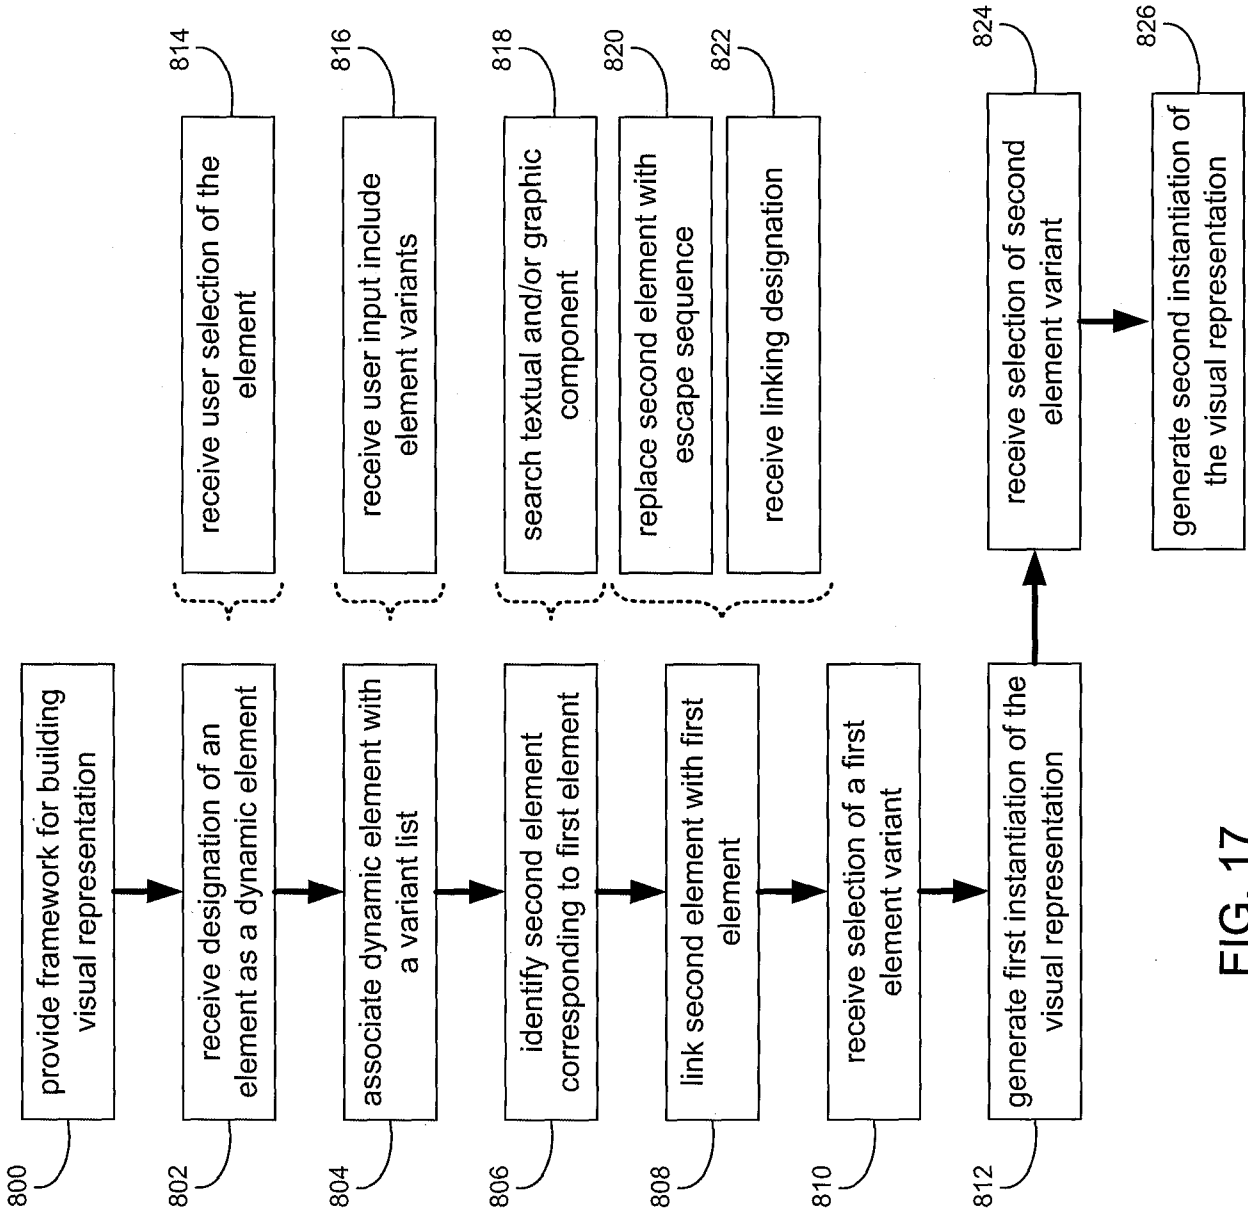 800
provide framework for building
visual representation
802
receive designation of an
element as a dynamic element
814
receive user selection of the
element
804
associate dynamic element with
a variant list
816
receive user input include
element variants
806
identify second element
corresponding to first element
818
search textual and/or graphic
component
808
link second element with first
element
820
replace second element with
escape sequence
822
receive linking designation
810
receive selection of a first
element variant
812
generate first instantiation of the
visual representation
824
receive selection of second
element variant
826
generate second instantiation of
the visual representation
FIG. 17